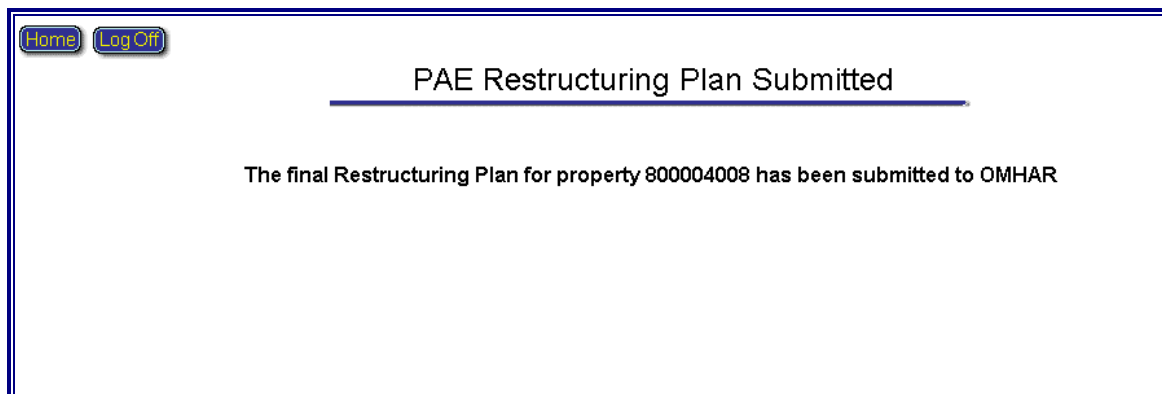 Home Log Off
PAE Restructuring Plan Submitted
The final Restructuring Plan for property 800004008 has been submitted to OMHAR